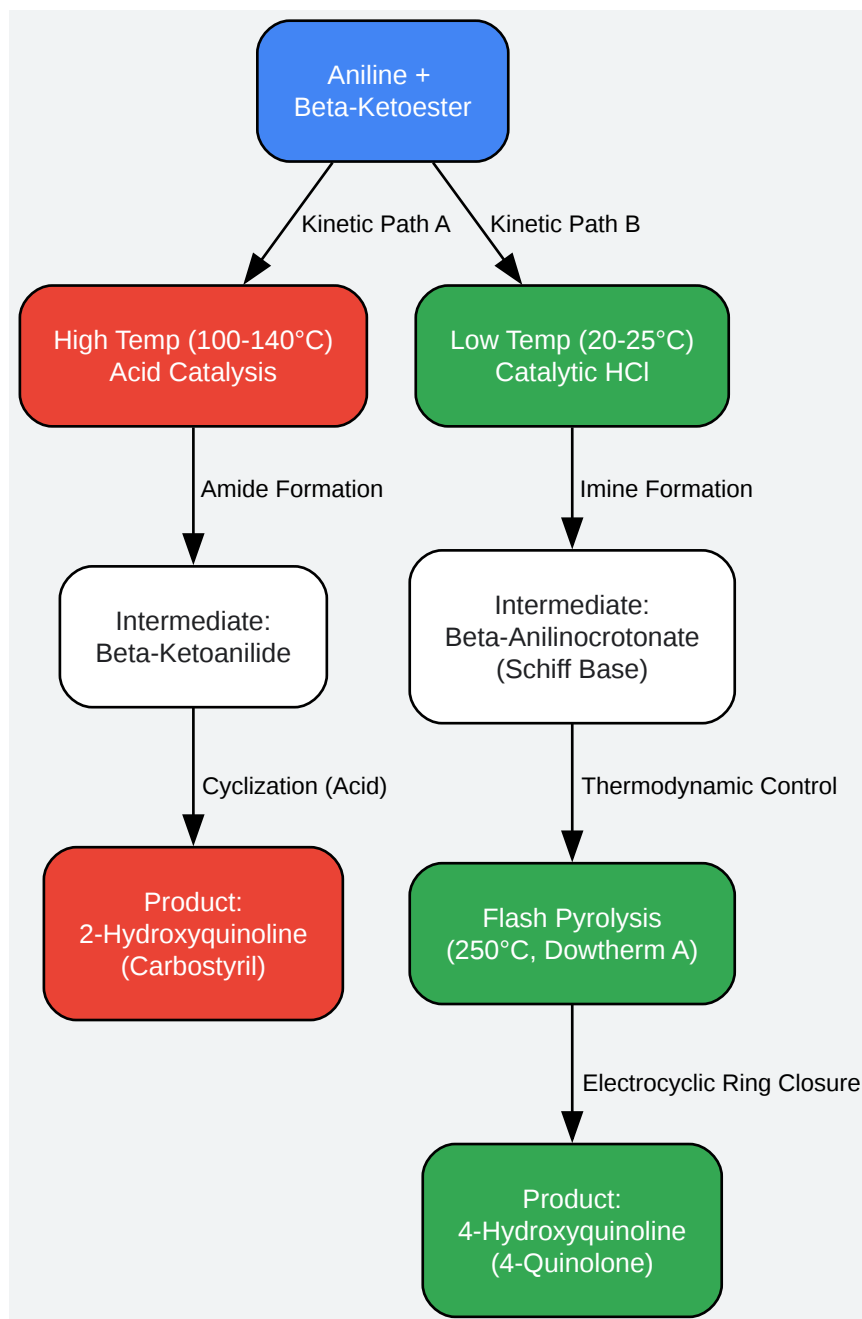 Aniline +
Beta-Ketoester
Kinetic Path A
Kinetic Path B
High Temp (100-140°C)
Acid Catalysis
Low Temp (20-25°C)
Catalytic HCl
Amide Formation
Imine Formation
Intermediate:
Beta-Ketoanilide
Intermediate:
Beta-Anilinocrotonate
(Schiff Base)
Cyclization (Acid)
Thermodynamic Control
Product:
2-Hydroxyquinoline
(Carbostyril)
Flash Pyrolysis
(250°C, Dowtherm A)
Electrocyclic Ring Closure
Product:
4-Hydroxyquinoline
(4-Quinolone)